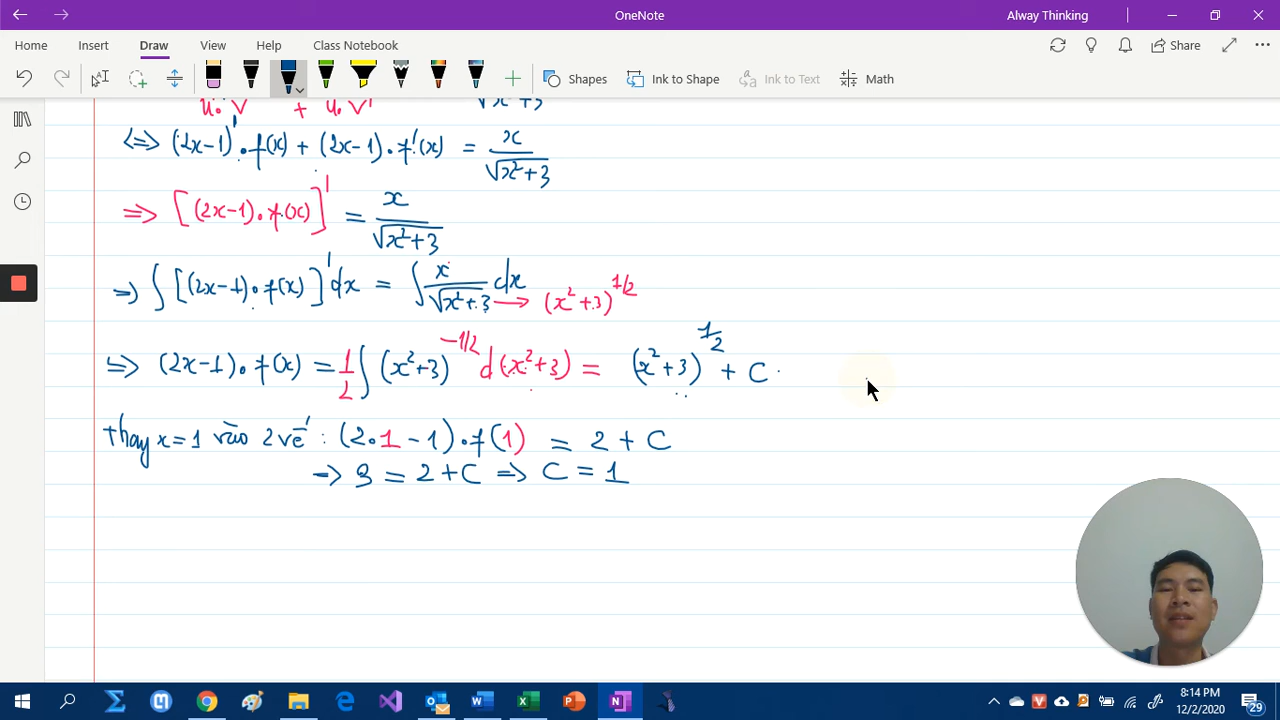 OneNote
Alway Thinking
Home Insert Draw View Help Class Notebook
Share
Shapes Ink to Shape Ink to Text Math
u'.v + u.v' √x²+3
<=> (2x-1)'.f(x) + (2x-1).f'(x) = x/√x²+3
=> [(2x-1).f(x)]' = x/√x²+3
=> ∫[(2x-1).f(x)]'dx = ∫x/√x²+3 dx → (x²+3)^1/2
=> (2x-1).f(x) = 1/2 ∫(x²+3)^-1/2 d(x²+3) = (x²+3)^1/2 + C
thay x=1 vào 2 vế : (2.1-1).f(1) = 2 + C
→ 3 = 2+C => C = 1
8:14 PM
12/2/2020
29